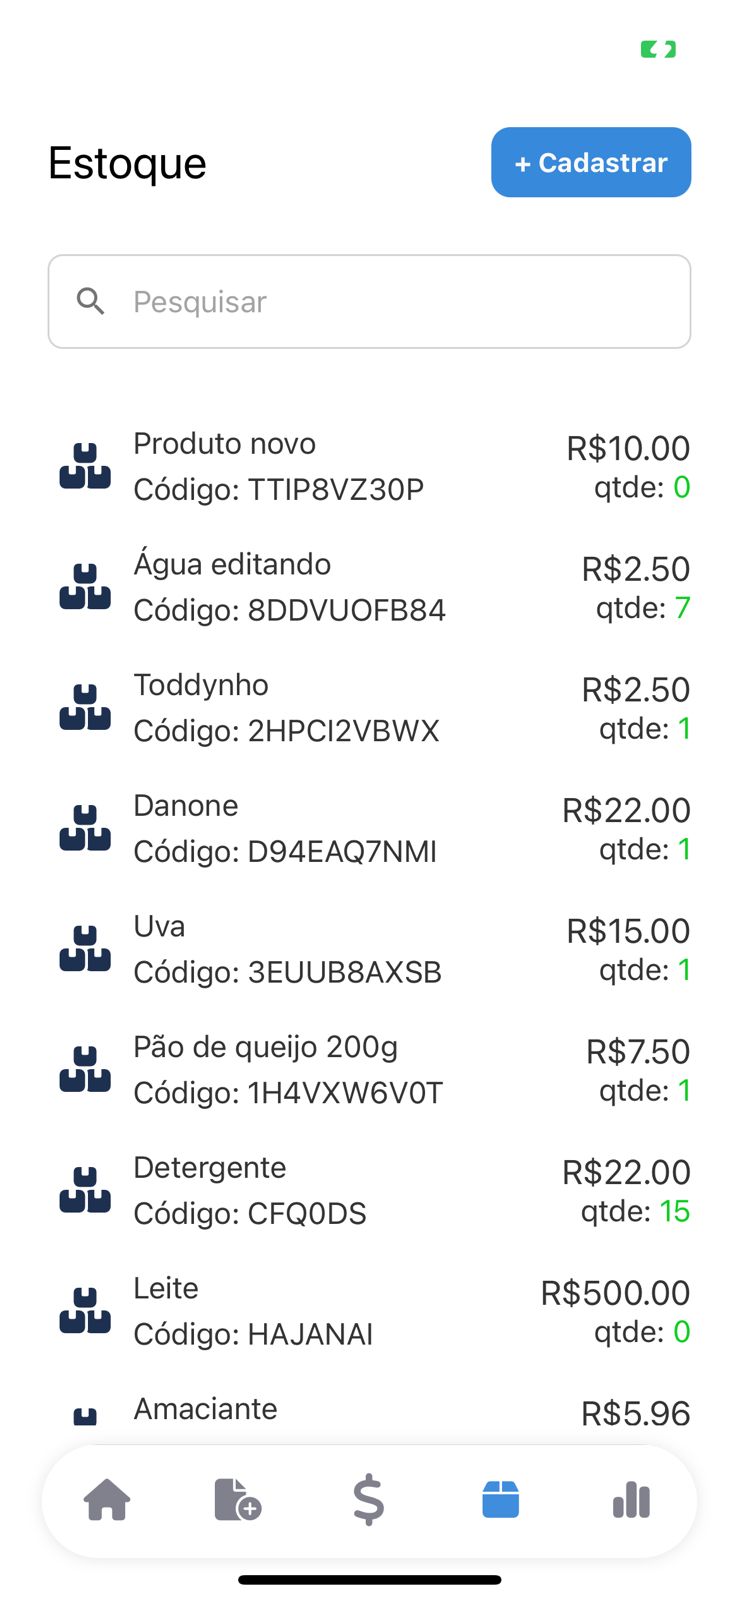 Estoque
+ Cadastrar
Pesquisar
Produto novo
R$10.00
Código: TTIP8VZ30P
qtde: 0
Água editando
R$2.50
Código: 8DDVUOFB84
qtde: 7
Toddynho
R$2.50
Código: 2HPCI2VBWX
qtde: 1
Danone
R$22.00
Código: D94EAQ7NMI
qtde: 1
Uva
R$15.00
Código: 3EUUB8AXSB
qtde: 1
Pão de queijo 200g
R$7.50
Código: 1H4VXW6V0T
qtde: 1
Detergente
R$22.00
Código: CFQ0DS
qtde: 15
Leite
R$500.00
Código: HAJANAI
qtde: 0
Amaciante
R$5.96